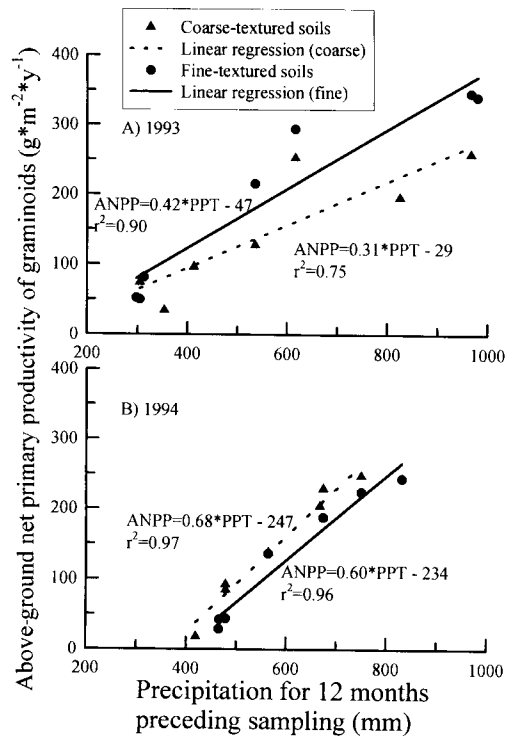 Coarse-textured soils
Linear regression (coarse)
Fine-textured soils
Linear regression (fine)
Above-ground net primary productivity of graminoids (g*m⁻²*y⁻¹)
400
300
200
100
0
A) 1993
ANPP=0.42*PPT - 47
r²=0.90
ANPP=0.31*PPT - 29
r²=0.75
200 400 600 800 1000
400
300
200
100
0
B) 1994
ANPP=0.68*PPT - 247
r²=0.97
ANPP=0.60*PPT - 234
r²=0.96
200 400 600 800 1000
Precipitation for 12 months
preceding sampling (mm)